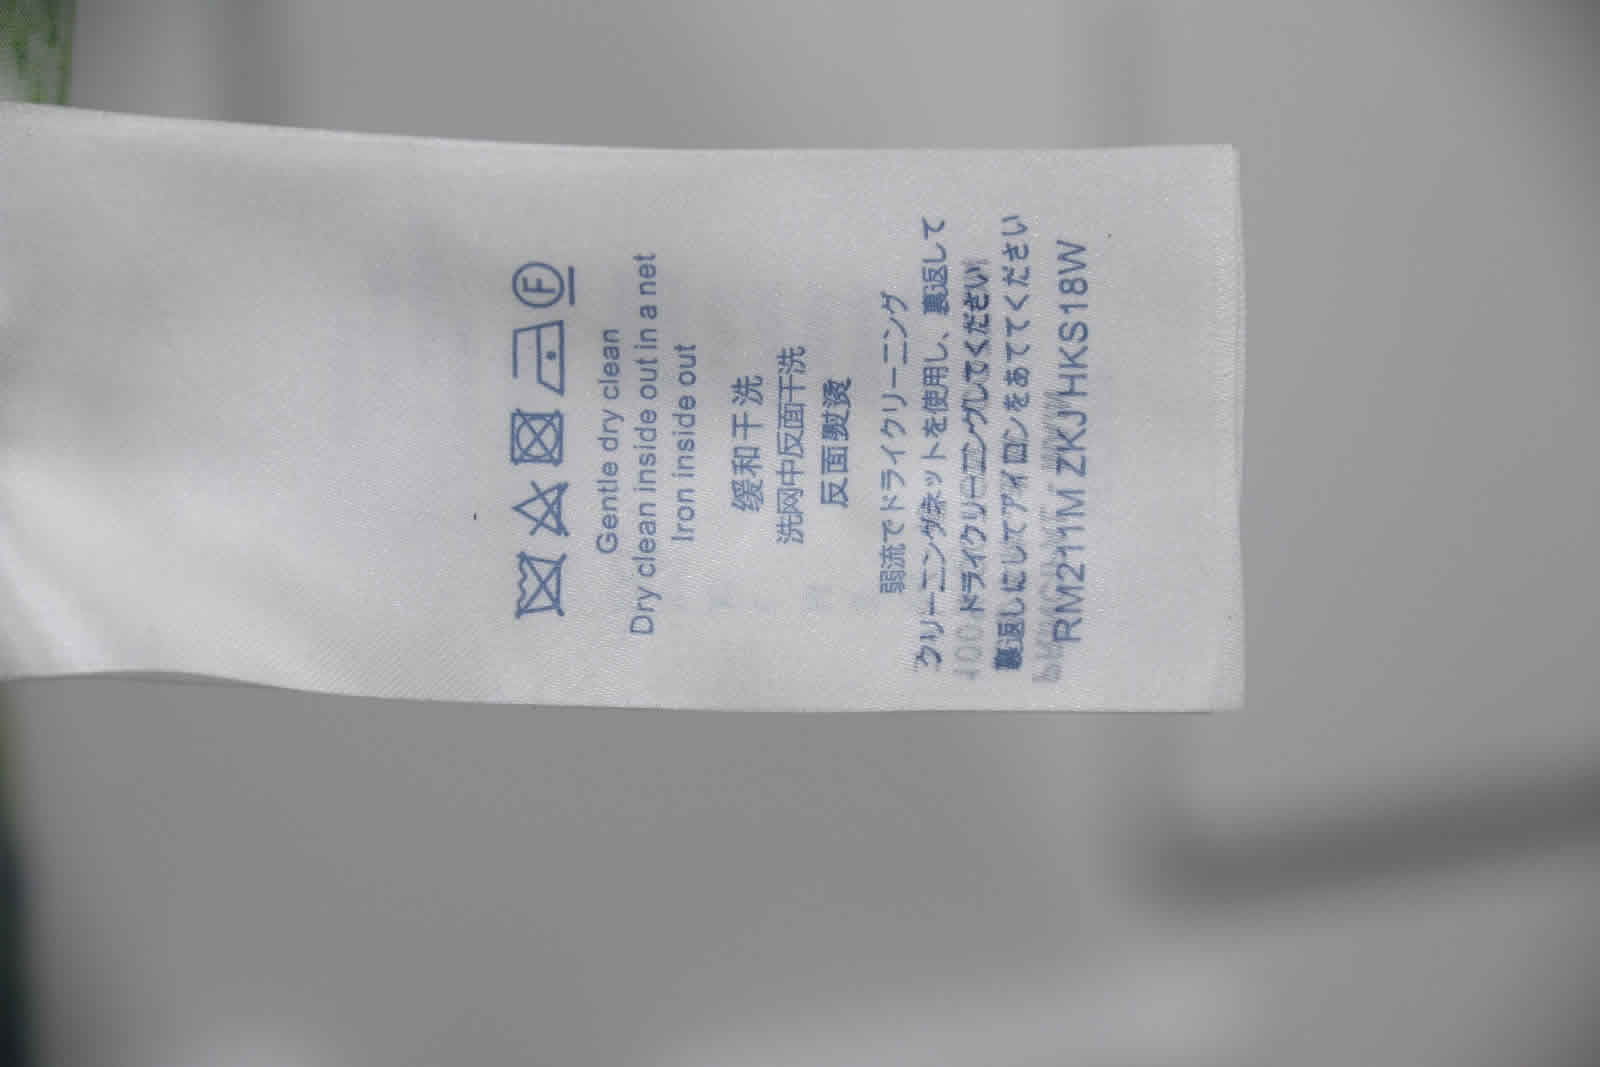 F
Gentle dry clean
Dry clean inside out in a net
Iron inside out
缓和干洗
洗网中反面干洗
反面熨烫
弱流でドライクリーニング
クリーニングネットを使用し、裏返して
ドライクリーニングしてください
裏返しにしてアイロンをあててください
RM211M ZKJ HKS18W